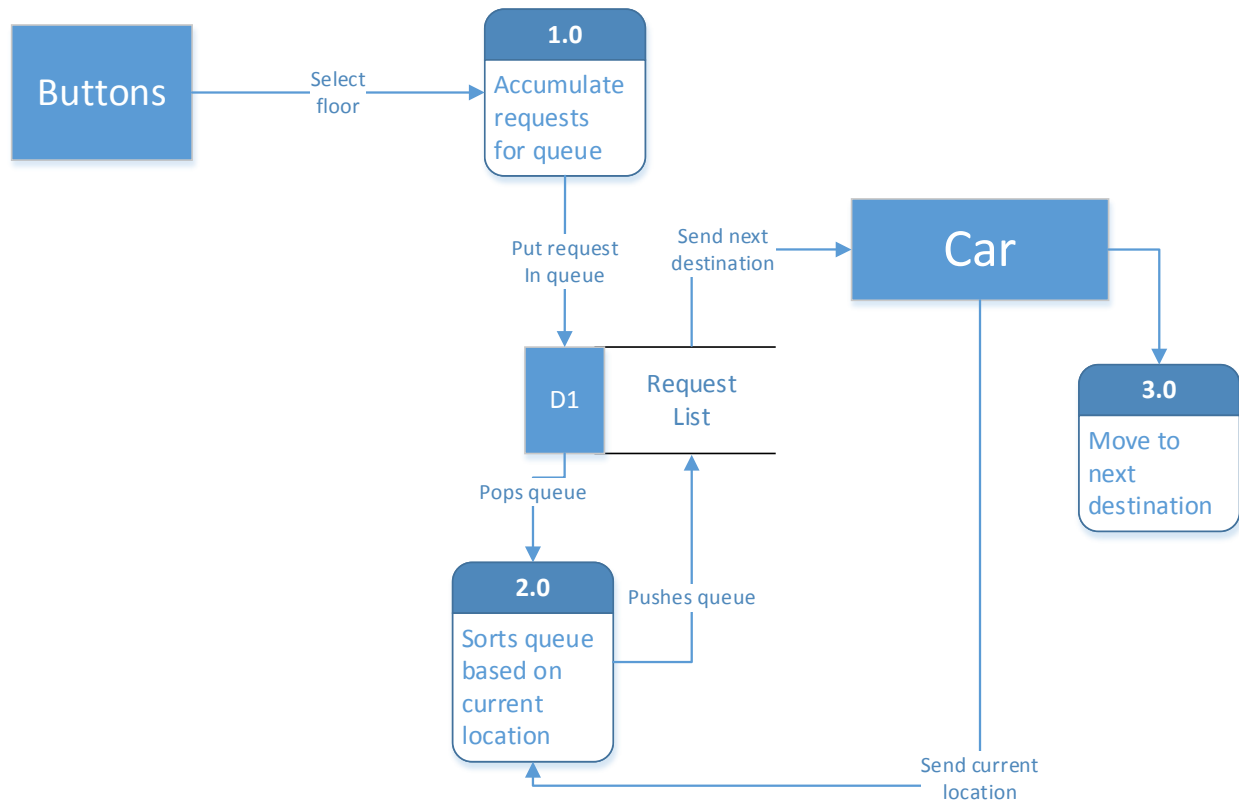 Buttons
Select
floor
1.0
Accumulate
requests
for queue
Put request
In queue
Send next
destination
Car
D1
Request
List
3.0
Move to
next
destination
Pops queue
2.0
Sorts queue
based on
current
location
Pushes queue
Send current
location